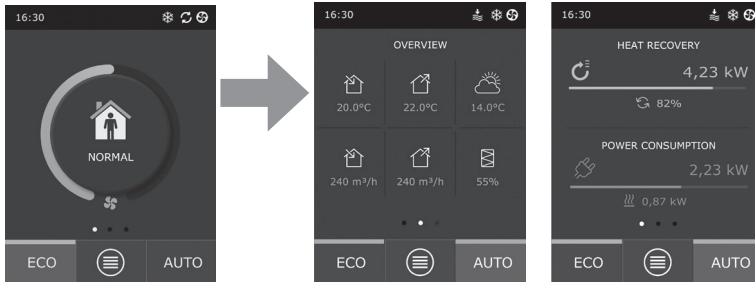 16:30
NORMAL
ECO
AUTO
16:30
OVERVIEW
20.0°C
22.0°C
14.0°C
240 m³/h
240 m³/h
55%
ECO
AUTO
16:30
HEAT RECOVERY
4,23 kW
82%
POWER CONSUMPTION
2,23 kW
0,87 kW
ECO
AUTO